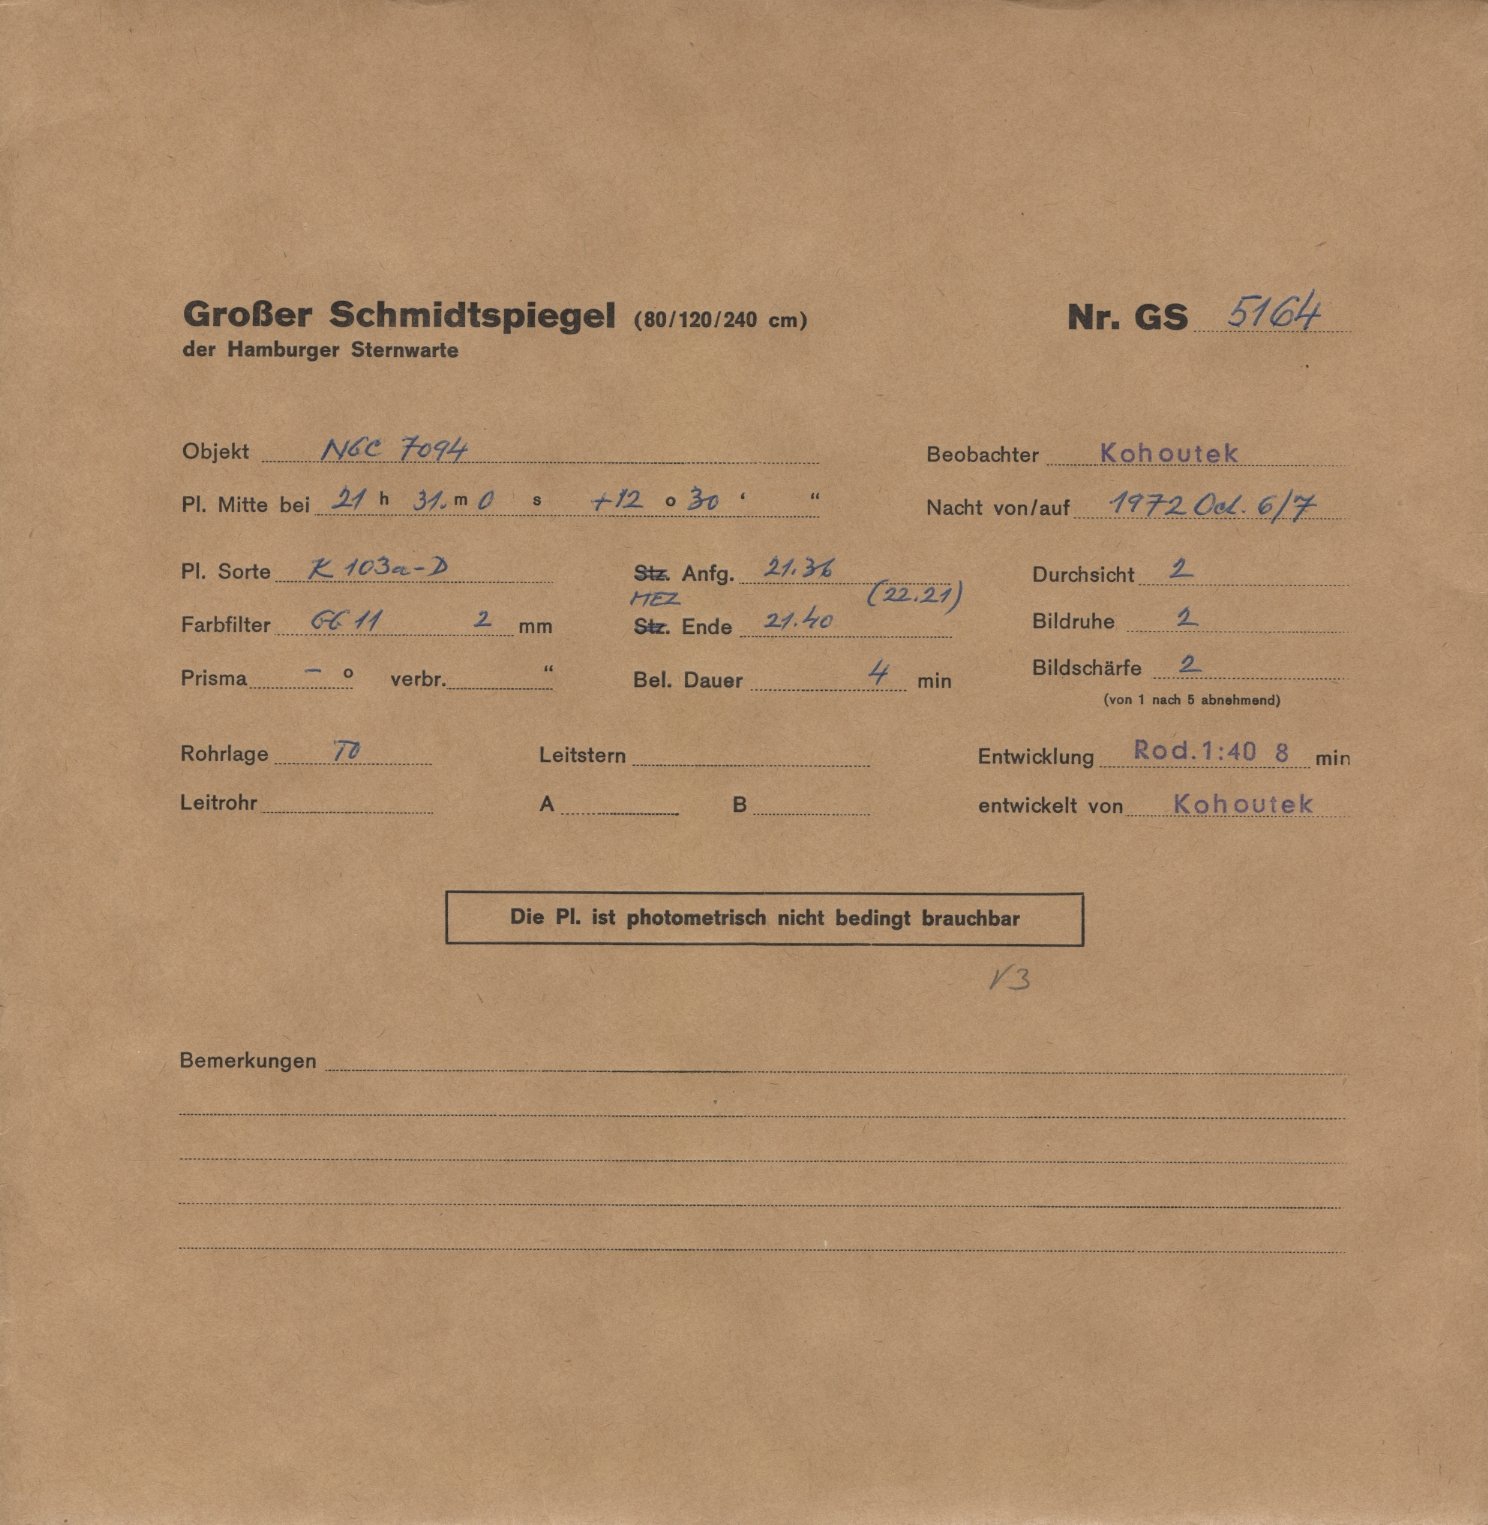 Großer Schmidtspiegel (80/120/240 cm) Nr. GS 5164
der Hamburger Sternwarte
Objekt NGC 7094 Beobachter Kohoutek
Pl. Mitte bei 21 h 31. m 0 s +12 o 30 ‘ “ Nacht von/auf 1972 Oct. 6/7
Pl. Sorte K 103a-D Stz. Anfg. 21.36 Durchsicht 2
MEZ (22.21)
Farbfilter GG 11 2 mm Stz. Ende 21.40 Bildruhe 2
Prisma – o verbr. “ Bel. Dauer 4 min Bildschärfe 2
(von 1 nach 5 abnehmend)
Rohrlage TO Leitstern Entwicklung Rod. 1:40 8 min
Leitrohr A B entwickelt von Kohoutek
Die Pl. ist photometrisch nicht bedingt brauchbar
V3
Bemerkungen